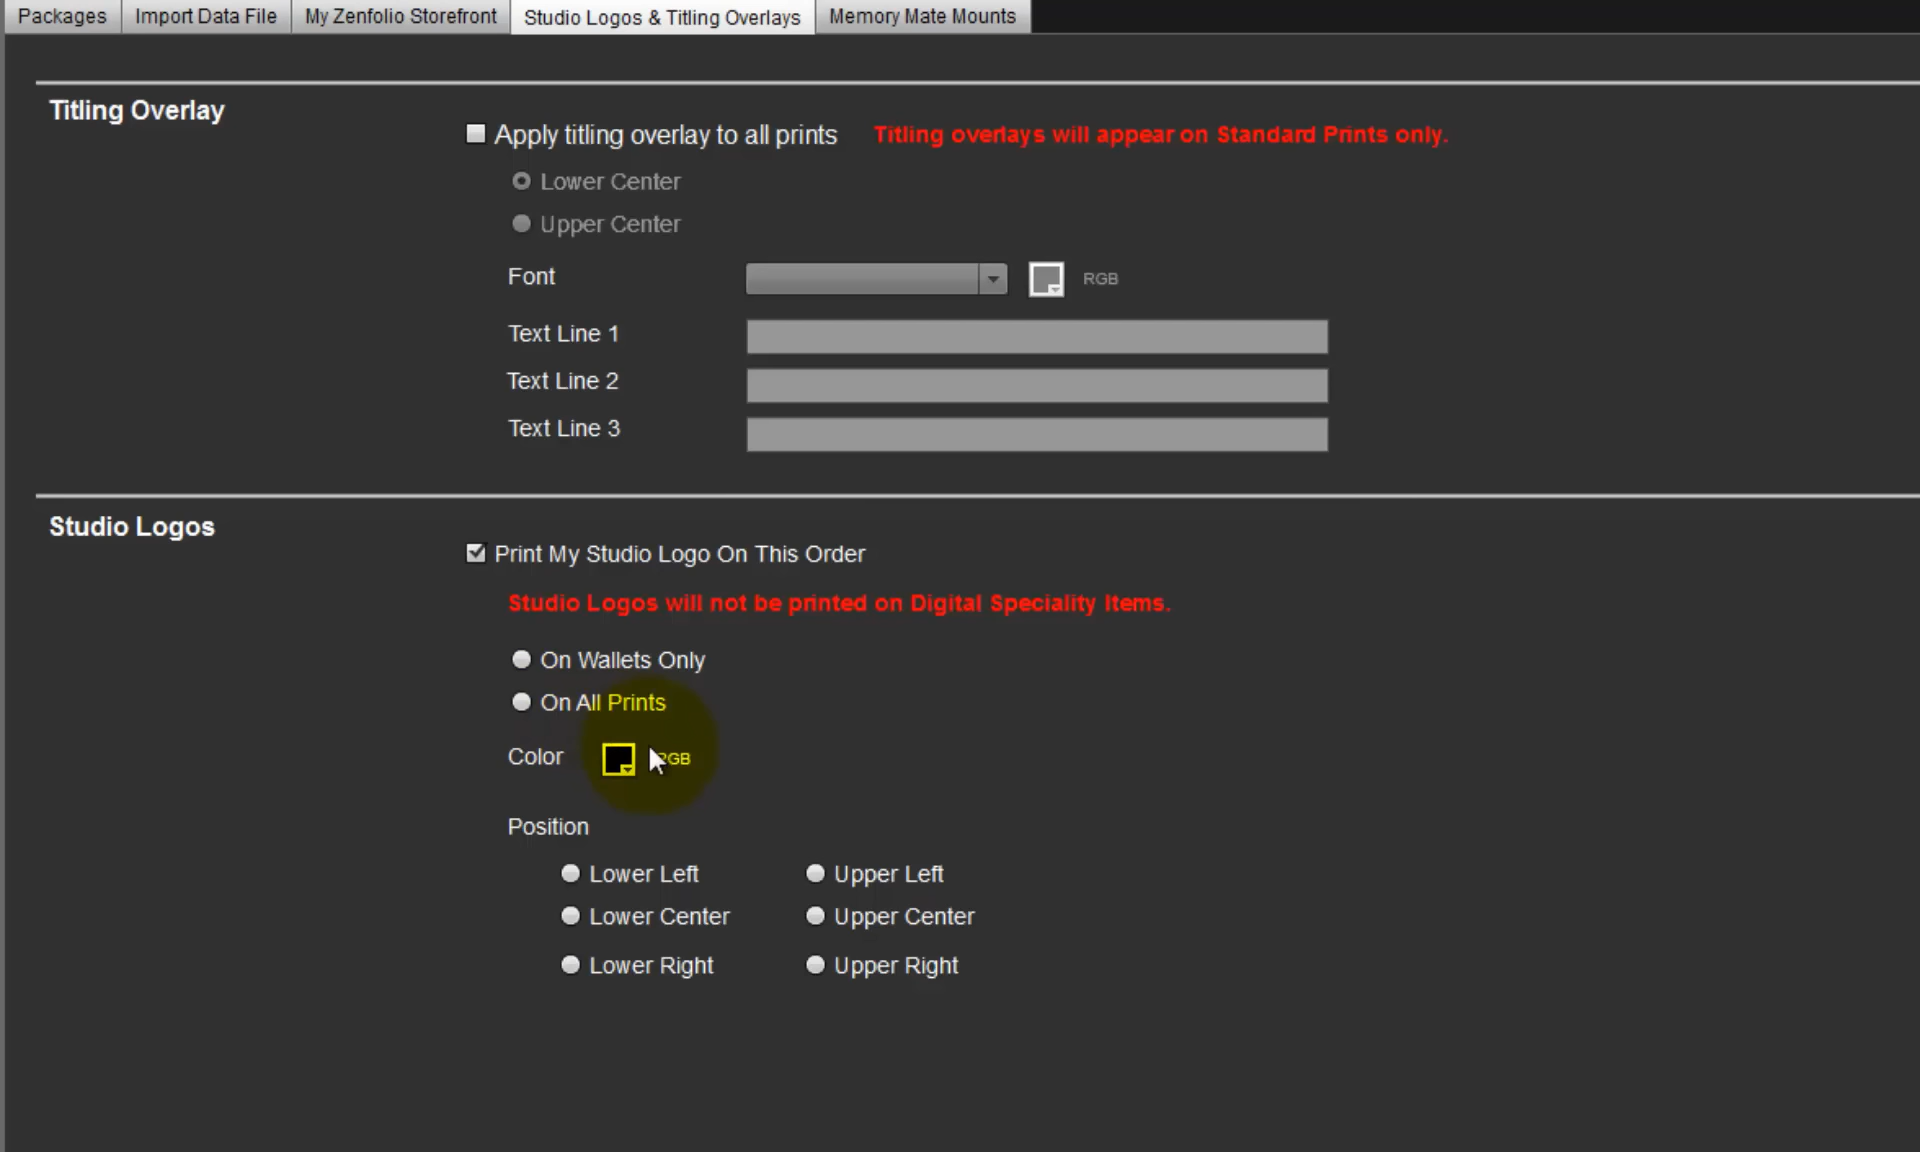 Packages Import Data File My Zenfolio Storefront Studio Logos & Titling Overlays Memory Mate Mounts
Titling Overlay
Apply titling overlay to all prints Titling overlays will appear on Standard Prints only.
Lower Center
Upper Center
Font RGB
Text Line 1
Text Line 2
Text Line 3
Studio Logos
Print My Studio Logo On This Order
Studio Logos will not be printed on Digital Speciality Items.
On Wallets Only
On All Prints
Color RGB
Position
Lower Left Upper Left
Lower Center Upper Center
Lower Right Upper Right